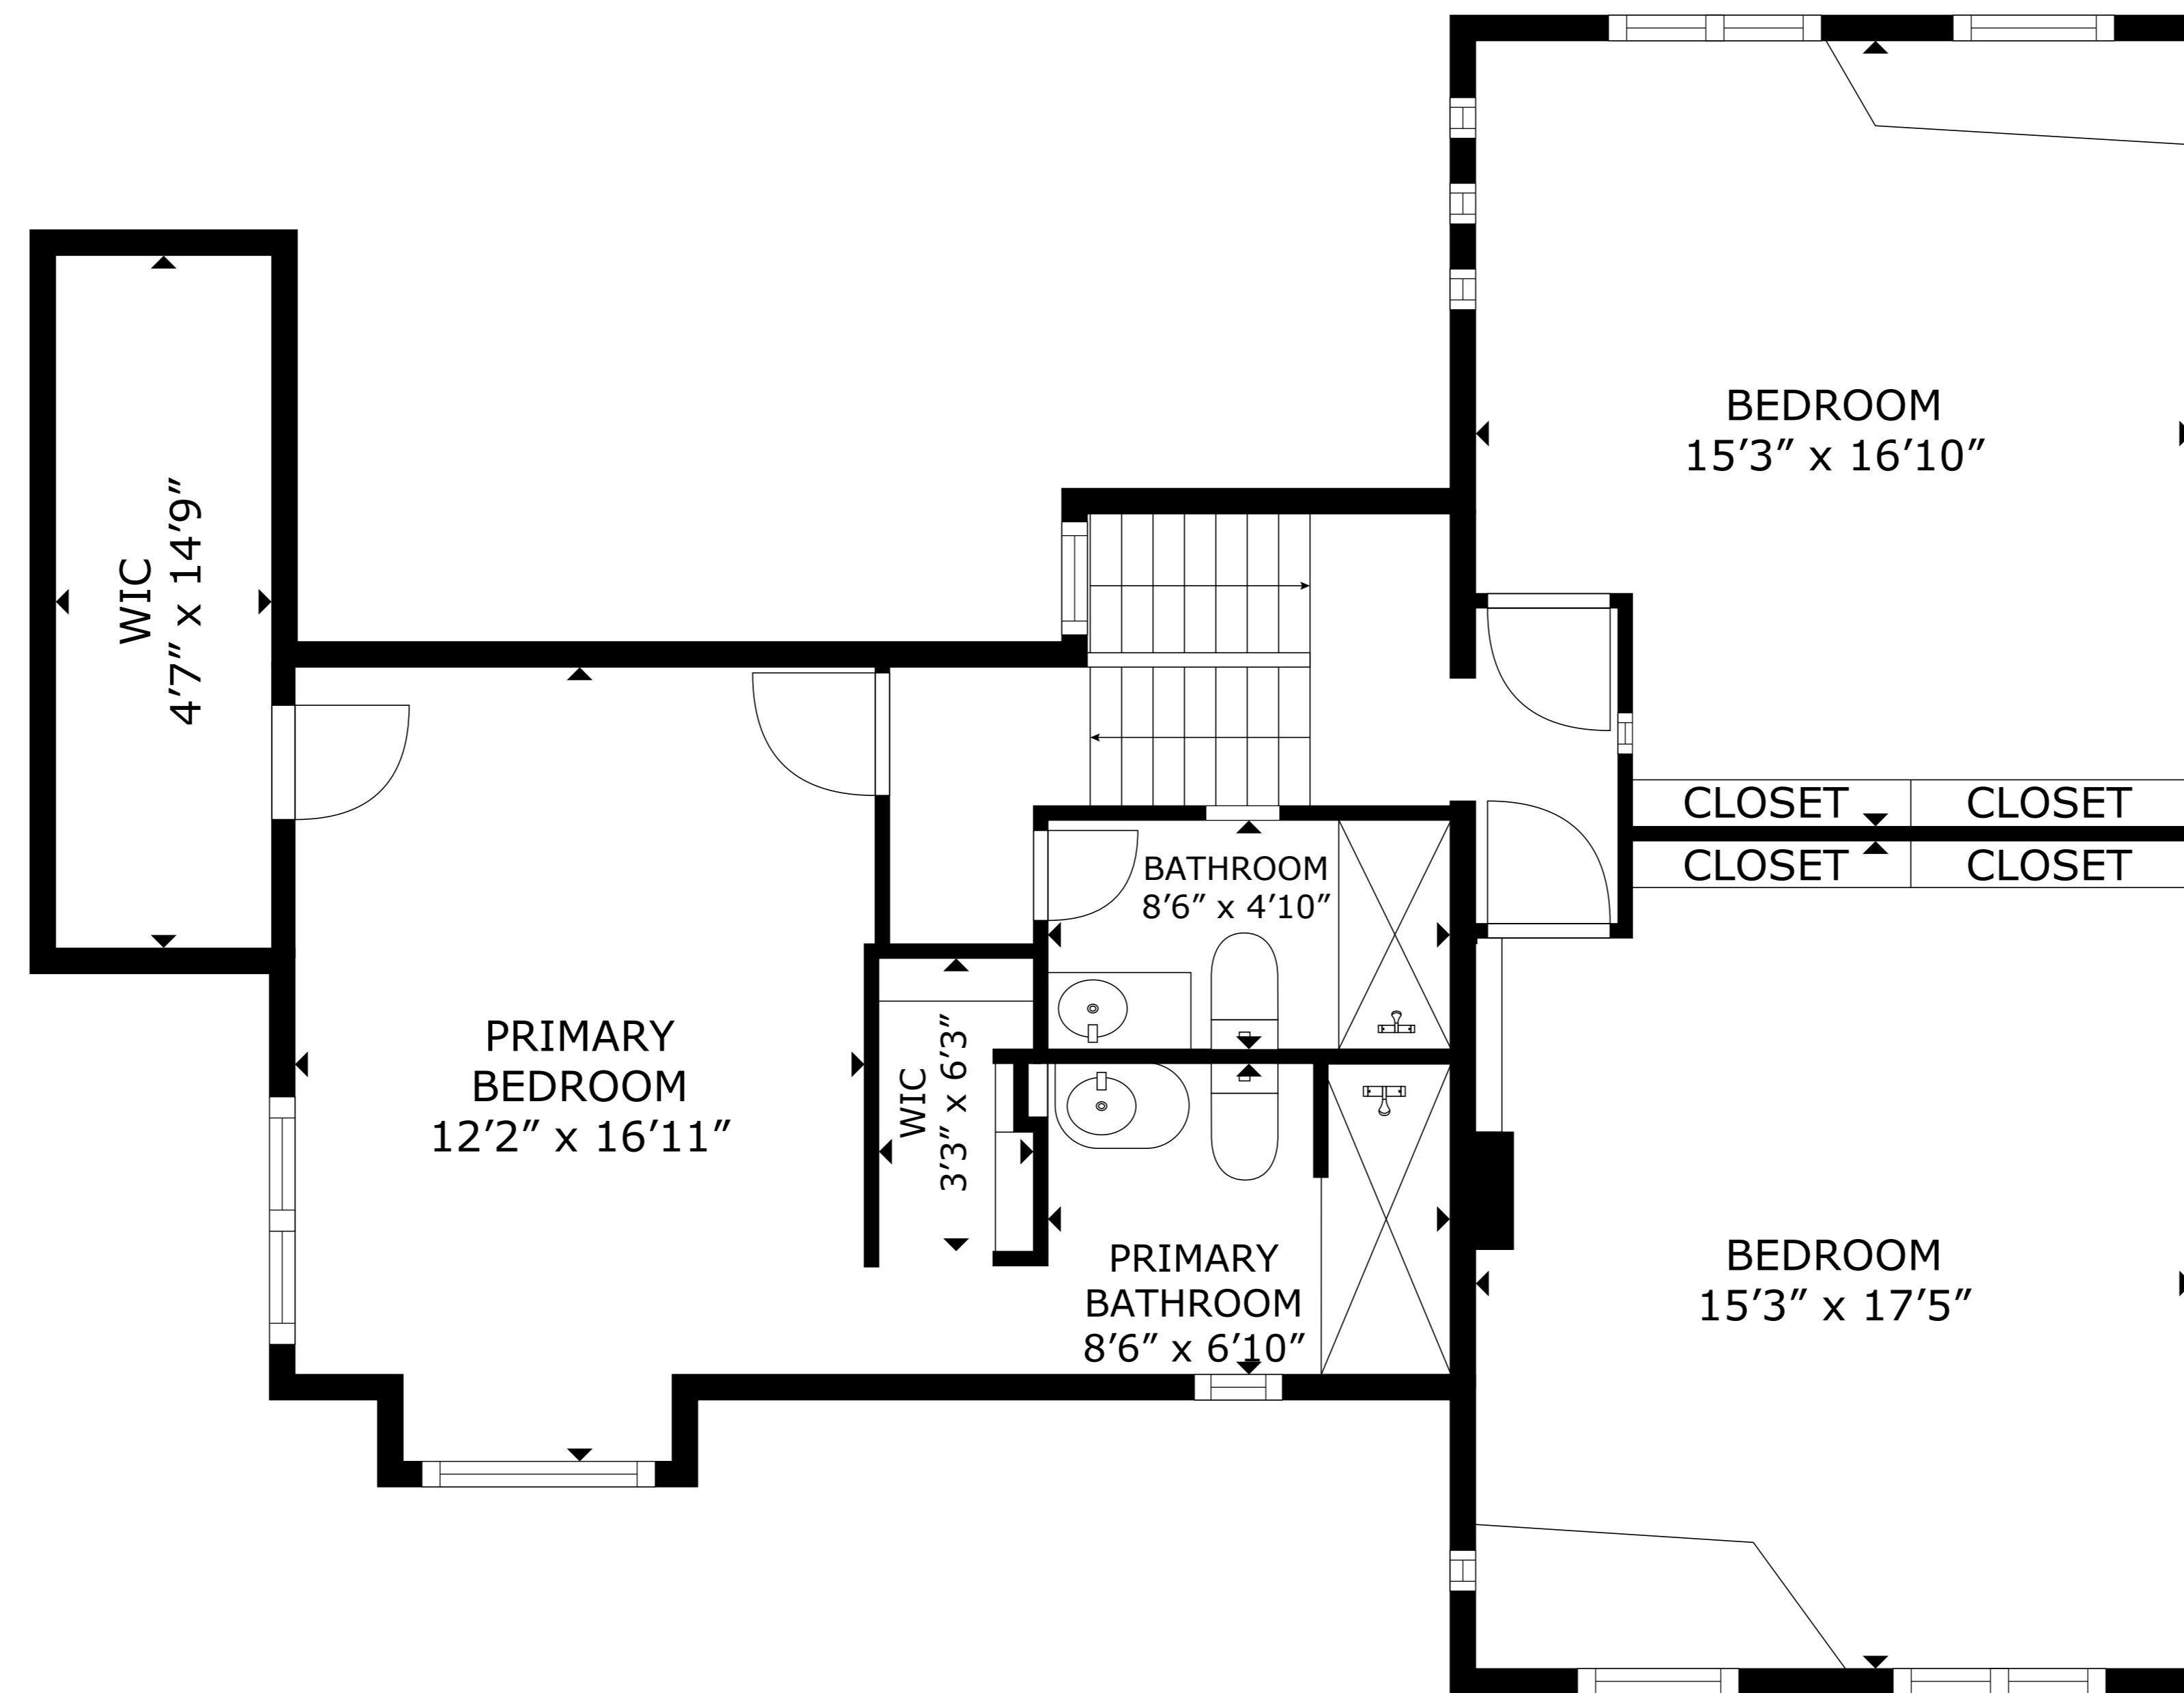 BEDROOM
15'3" x 16'10"
WIC
4'7" x 14'9"
CLOSET
CLOSET
CLOSET
CLOSET
BATHROOM
8'6" x 4'10"
PRIMARY
BEDROOM
12'2" x 16'11"
WIC
3'3" x 6'3"
PRIMARY
BATHROOM
8'6" x 6'10"
BEDROOM
15'3" x 17'5"